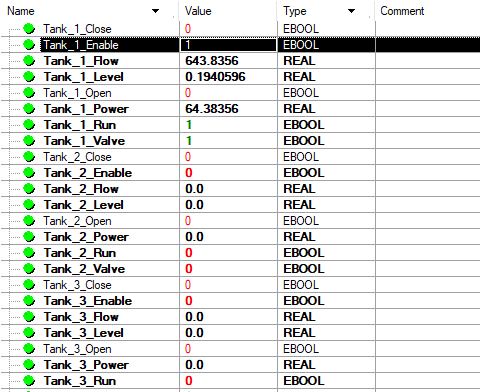 Name Value Type Comment
Tank_1_Close 0 EBOOL
Tank_1_Enable 1 EBOOL
Tank_1_Flow 643.8356 REAL
Tank_1_Level 0.1940596 REAL
Tank_1_Open 0 EBOOL
Tank_1_Power 64.38356 REAL
Tank_1_Run 1 EBOOL
Tank_1_Valve 1 EBOOL
Tank_2_Close 0 EBOOL
Tank_2_Enable 0 EBOOL
Tank_2_Flow 0.0 REAL
Tank_2_Level 0.0 REAL
Tank_2_Open 0 EBOOL
Tank_2_Power 0.0 REAL
Tank_2_Run 0 EBOOL
Tank_2_Valve 0 EBOOL
Tank_3_Close 0 EBOOL
Tank_3_Enable 0 EBOOL
Tank_3_Flow 0.0 REAL
Tank_3_Level 0.0 REAL
Tank_3_Open 0 EBOOL
Tank_3_Power 0.0 REAL
Tank_3_Run 0 EBOOL